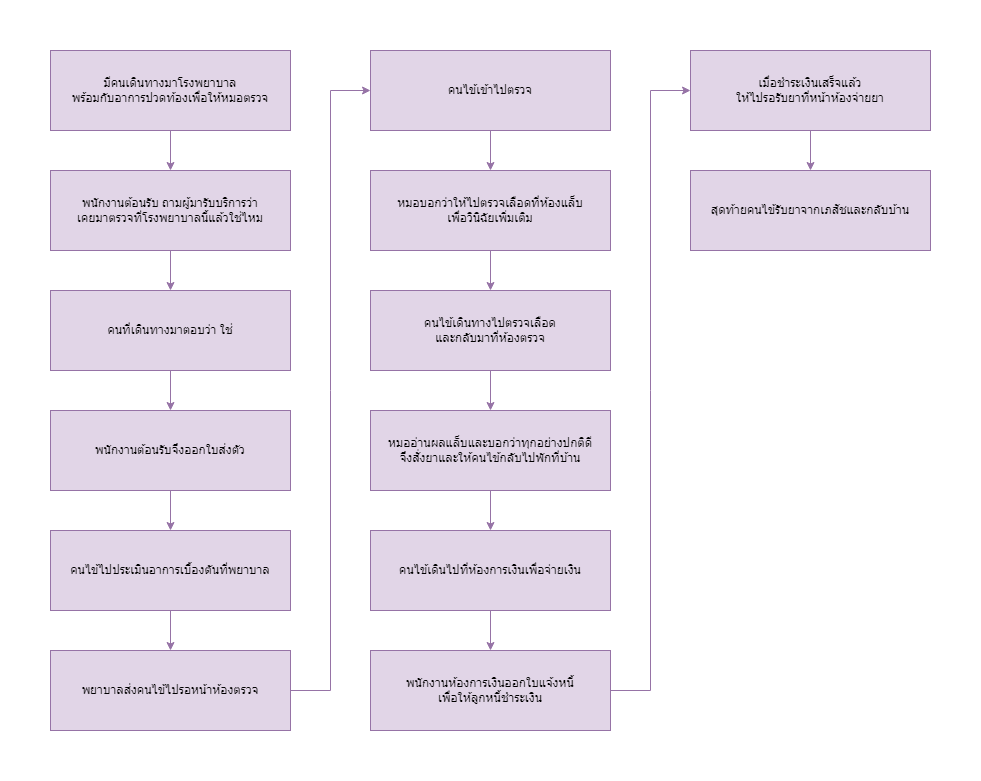 มีคนเดินทางมาโรงพยาบาล
พร้อมกับอาการปวดท้องเพื่อให้หมอตรวจ
พนักงานต้อนรับ ถามผู้มารับบริการว่า
เคยมาตรวจที่โรงพยาบาลนี้แล้วใช่ไหม
คนที่เดินทางมาตอบว่า ใช่
พนักงานต้อนรับจึงออกใบส่งตัว
คนไข้ไปประเมินอาการเบื้องต้นที่พยาบาล
พยาบาลส่งคนไข้ไปรอหน้าห้องตรวจ
คนไข้เข้าไปตรวจ
หมอบอกว่าให้ไปตรวจเลือดที่ห้องแล็บ
เพื่อวินิฉัยเพิ่มเติม
คนไข้เดินทางไปตรวจเลือด
และกลับมาที่ห้องตรวจ
หมออ่านผลแล็บและบอกว่าทุกอย่างปกติดี
จึงสั่งยาและให้คนไข้กลับไปพักที่บ้าน
คนไข้เดินไปที่ห้องการเงินเพื่อจ่ายเงิน
พนักงานห้องการเงินออกใบแจ้งหนี้
เพื่อให้ลูกหนี้ชำระเงิน
เมื่อชำระเงินเสร็จแล้ว
ให้ไปรอรับยาที่หน้าห้องจ่ายยา
สุดท้ายคนไข้รับยาจากเภสัชและกลับบ้าน